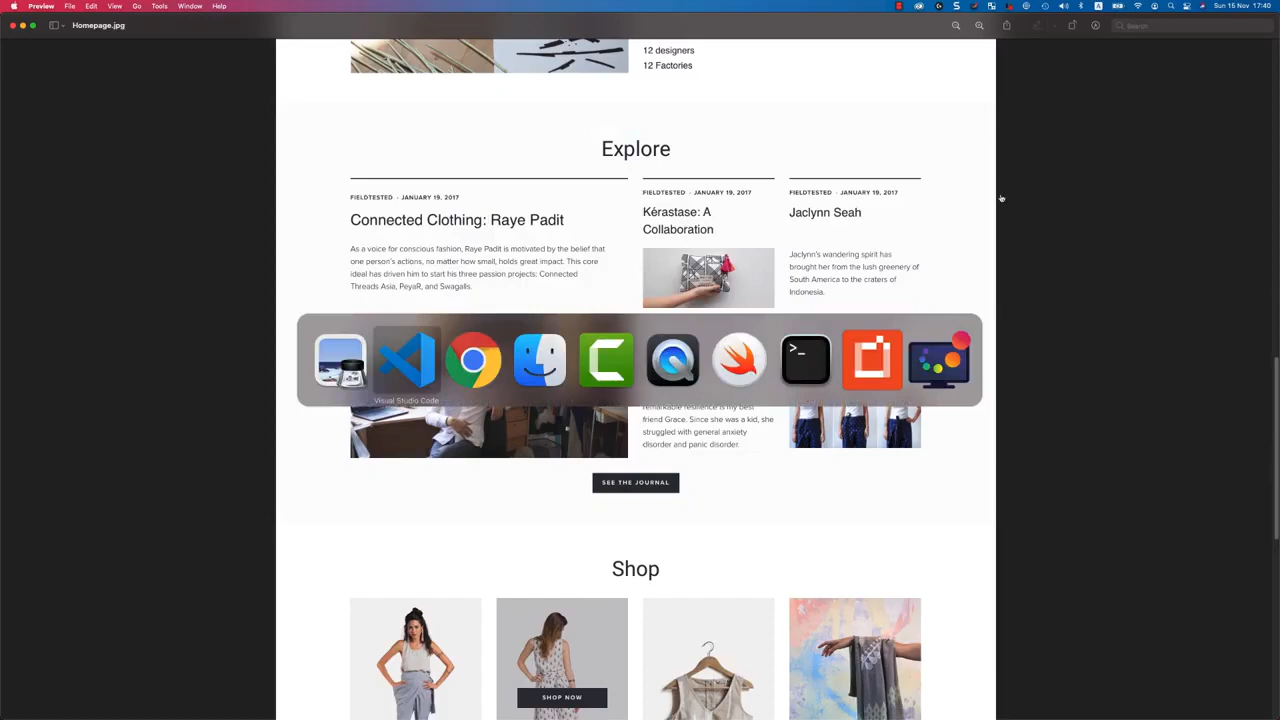 Preview File Edit View Go Tools Window Help
Sun 15 Nov 17:40
Homepage.jpg
Search
12 designers
12 Factories
Explore
FIELDTESTED - JANUARY 19, 2017
Connected Clothing: Raye Padit
As a voice for conscious fashion, Raye Padit is motivated by the belief that
one person's actions, no matter how small, holds great impact. This core
ideal has driven him to start his three passion projects: Connected
Threads Asia, PeyaR, and Swagalls.
FIELDTESTED - JANUARY 19, 2017
Kérastase: A
Collaboration
FIELDTESTED - JANUARY 19, 2017
Jaclynn Seah
Jaclynn's wandering spirit has
brought her from the lush greenery of
South America to the craters of
Indonesia.
Visual Studio Code
remarkable resilience is my best
friend Grace. Since she was a kid, she
struggled with general anxiety
disorder and panic disorder.
SEE THE JOURNAL
Shop
SHOP NOW